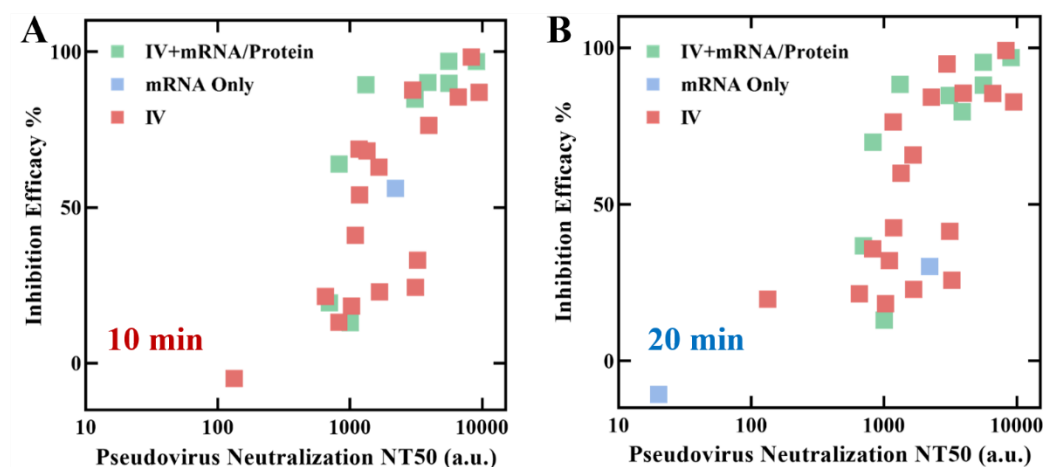 A
IV+mRNA/Protein
mRNA Only
IV
Inhibition Efficacy %
100
50
0
10 min
10
100
1000
10000
Pseudovirus Neutralization NT50 (a.u.)
B
IV+mRNA/Protein
mRNA Only
IV
Inhibition Efficacy %
100
50
0
20 min
10
100
1000
10000
Pseudovirus Neutralization NT50 (a.u.)